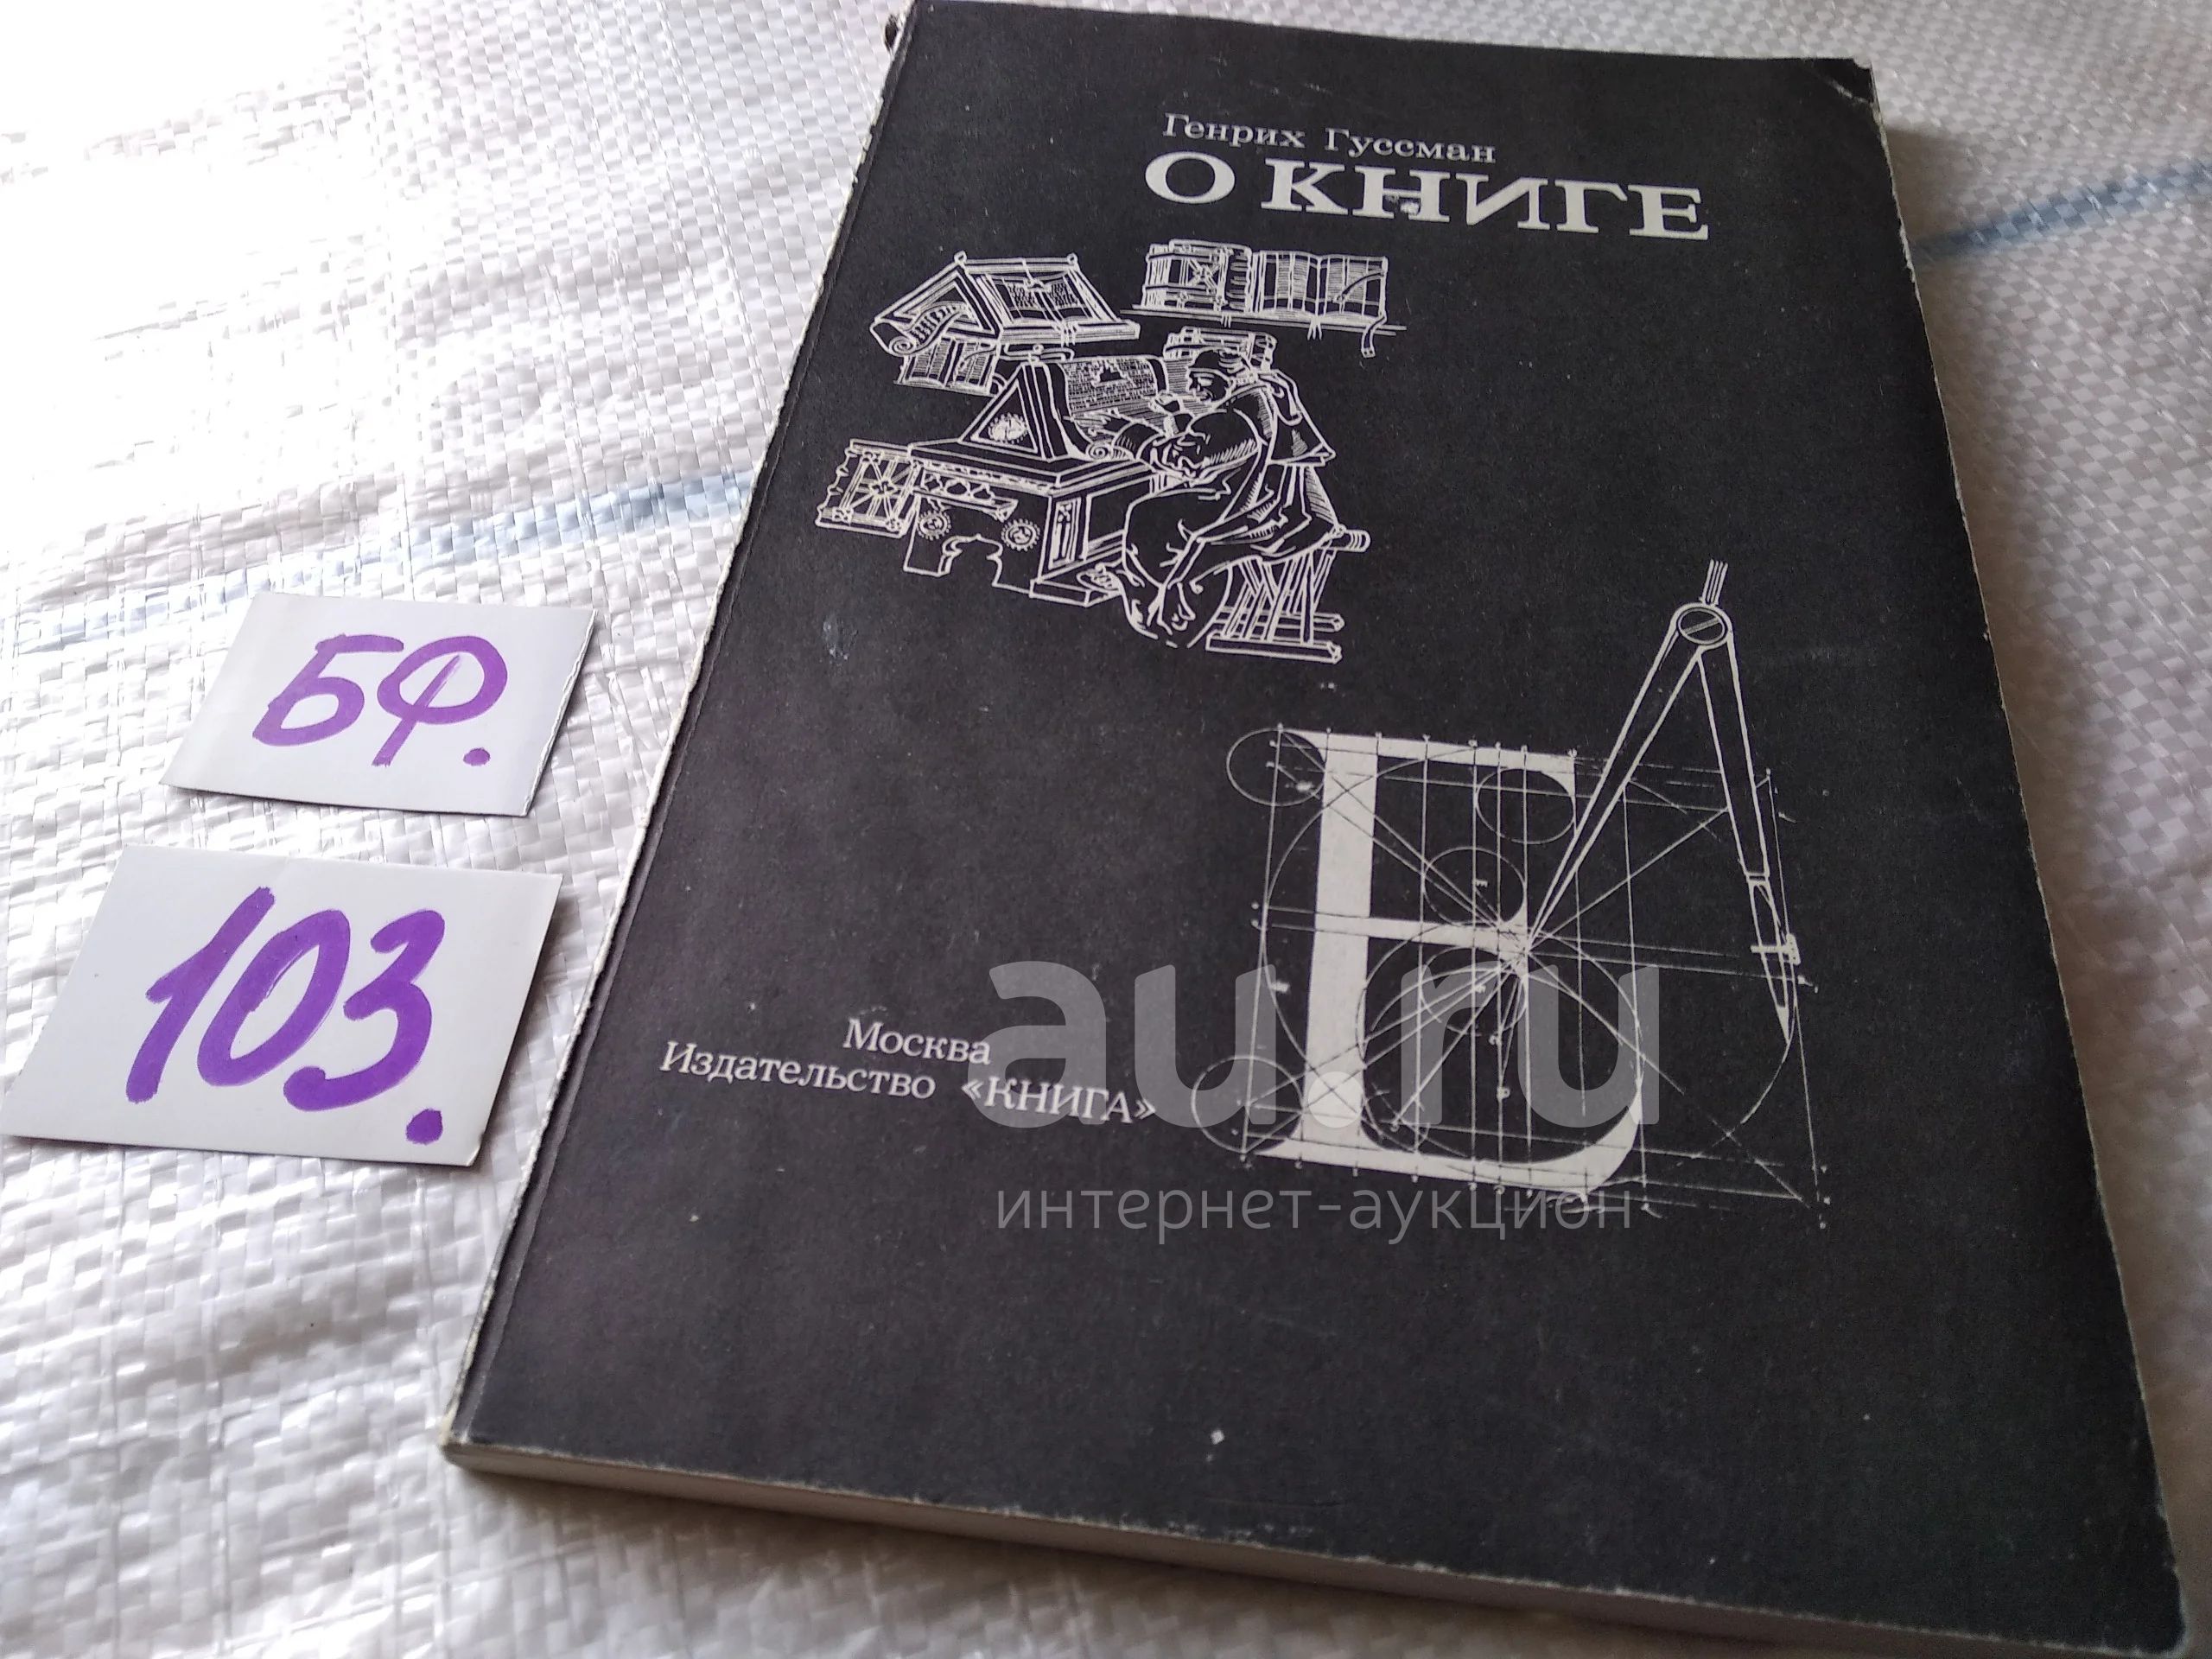 Генрих Гуссман
О КНИГЕ
БФ.
103.
Москва
Издательство «КНИГА»
au.ru
интернет-аукцион